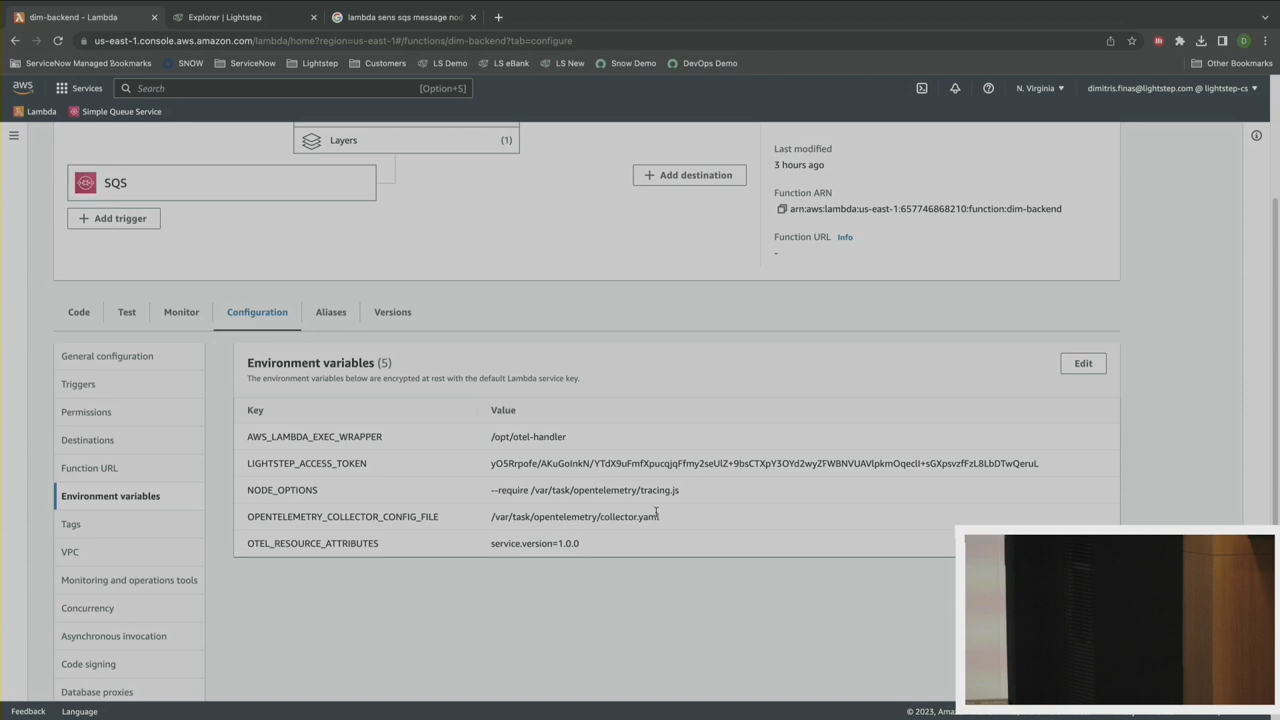 dim-backend - Lambda
Explorer | Lightstep
lambda sens sqs message nod
us-east-1.console.aws.amazon.com/lambda/home?region=us-east-1#/functions/dim-backend?tab=configure
ServiceNow Managed Bookmarks SNOW ServiceNow Lightstep Customers LS Demo LS eBank LS New Snow Demo DevOps Demo Other Bookmarks
aws Services Search [Option+S] N. Virginia dimitris.finas@lightstep.com @ lightstep-cs
Lambda Simple Queue Service
Layers (1)
SQS
+ Add trigger
+ Add destination
Last modified
3 hours ago
Function ARN
arn:aws:lambda:us-east-1:657746868210:function:dim-backend
Function URL Info
-
Code Test Monitor Configuration Aliases Versions
General configuration
Triggers
Permissions
Destinations
Function URL
Environment variables
Tags
VPC
Monitoring and operations tools
Concurrency
Asynchronous invocation
Code signing
Database proxies
Environment variables (5)
Edit
The environment variables below are encrypted at rest with the default Lambda service key.
Key Value
AWS_LAMBDA_EXEC_WRAPPER /opt/otel-handler
LIGHTSTEP_ACCESS_TOKEN
NODE_OPTIONS --require /var/task/opentelemetry/tracing.js
OPENTELEMETRY_COLLECTOR_CONFIG_FILE /var/task/opentelemetry/collector.yaml
OTEL_RESOURCE_ATTRIBUTES service.version=1.0.0
Feedback Language © 2023, Amaz